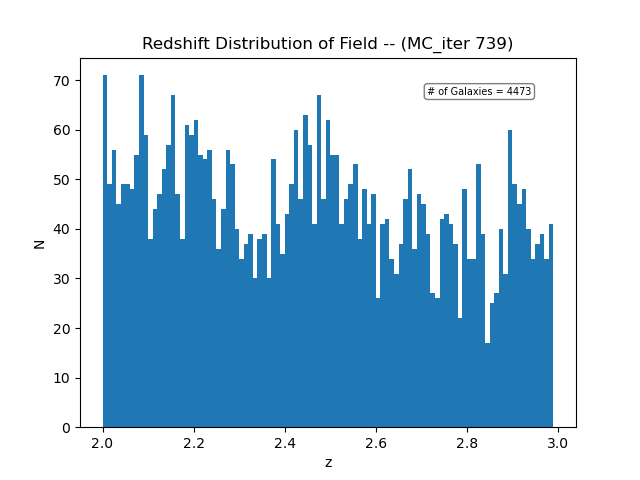 Redshift Distribution of Field -- (MC_iter 739)
# of Galaxies = 4473
70
60
50
40
30
20
10
0
N
2.0 2.2 2.4 2.6 2.8 3.0
z